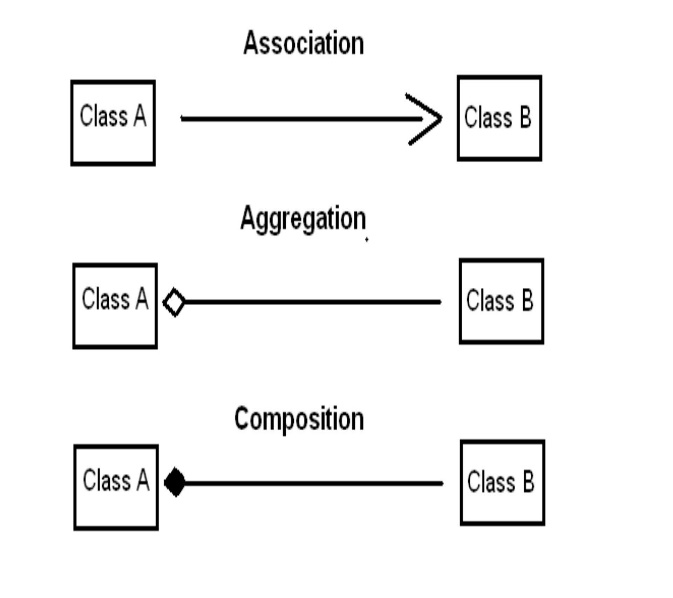 Association
Class A
Class B
Aggregation
Class A
Class B
Composition
Class A
Class B